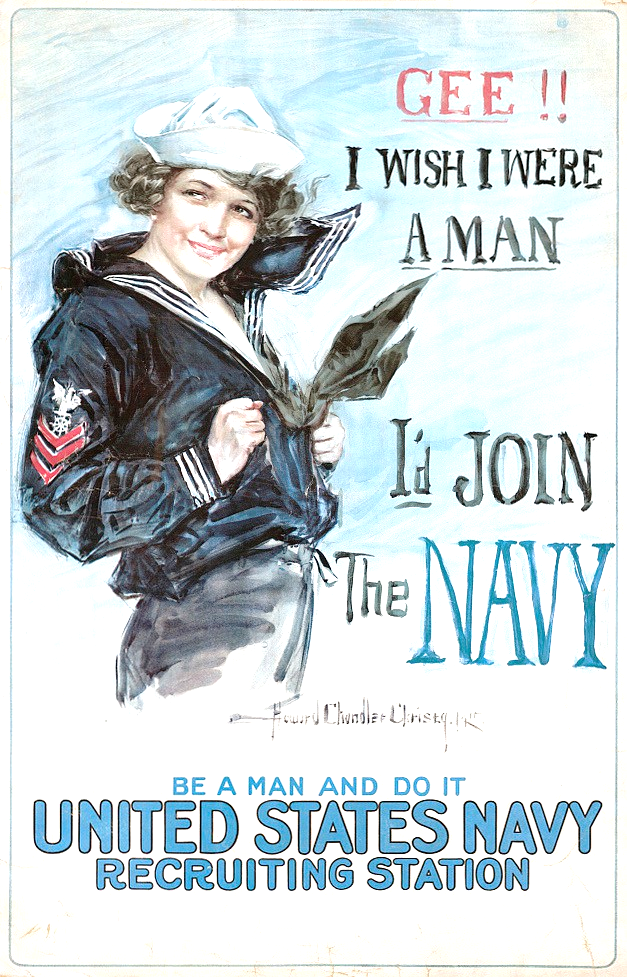 GEE !!
I WISH I WERE
A MAN
I'd JOIN
The NAVY
Howard Chandler Christy
BE A MAN AND DO IT
UNITED STATES NAVY
RECRUITING STATION